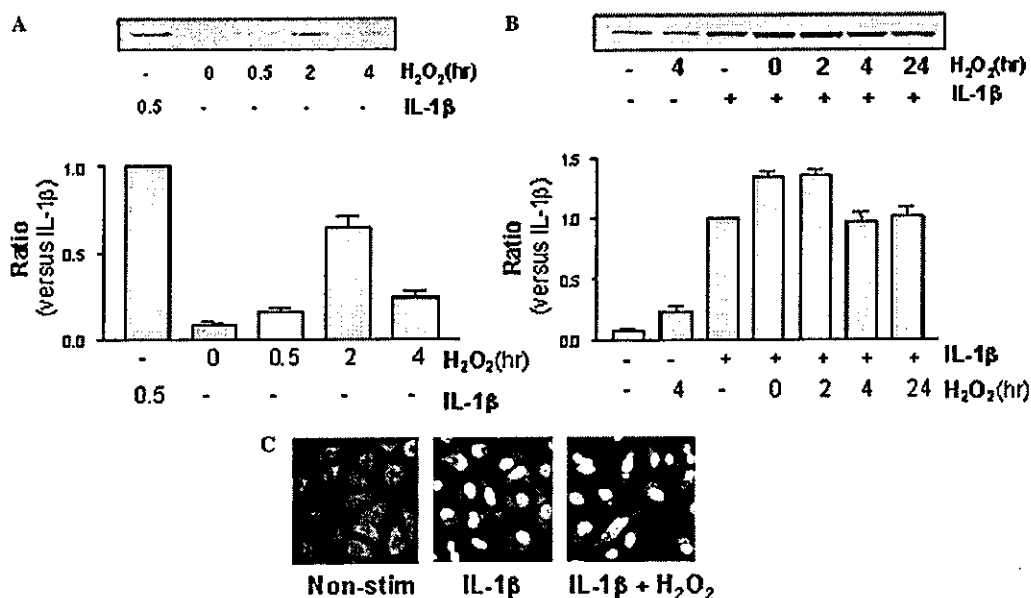 A
- 0 0.5 2 4 H₂O₂(hr)
0.5 - - - - IL-1β
Ratio
(versus IL-1β)
1.0
0.5
0.0
- 0 0.5 2 4 H₂O₂(hr)
0.5 - - - - IL-1β
B
- 4 - 0 2 4 24 H₂O₂(hr)
- - + + + + + IL-1β
Ratio
(versus IL-1β)
1.5
1.0
0.5
0.0
- - + + + + + IL-1β
- 4 - 0 2 4 24 H₂O₂(hr)
C
Non-stim IL-1β IL-1β + H₂O₂